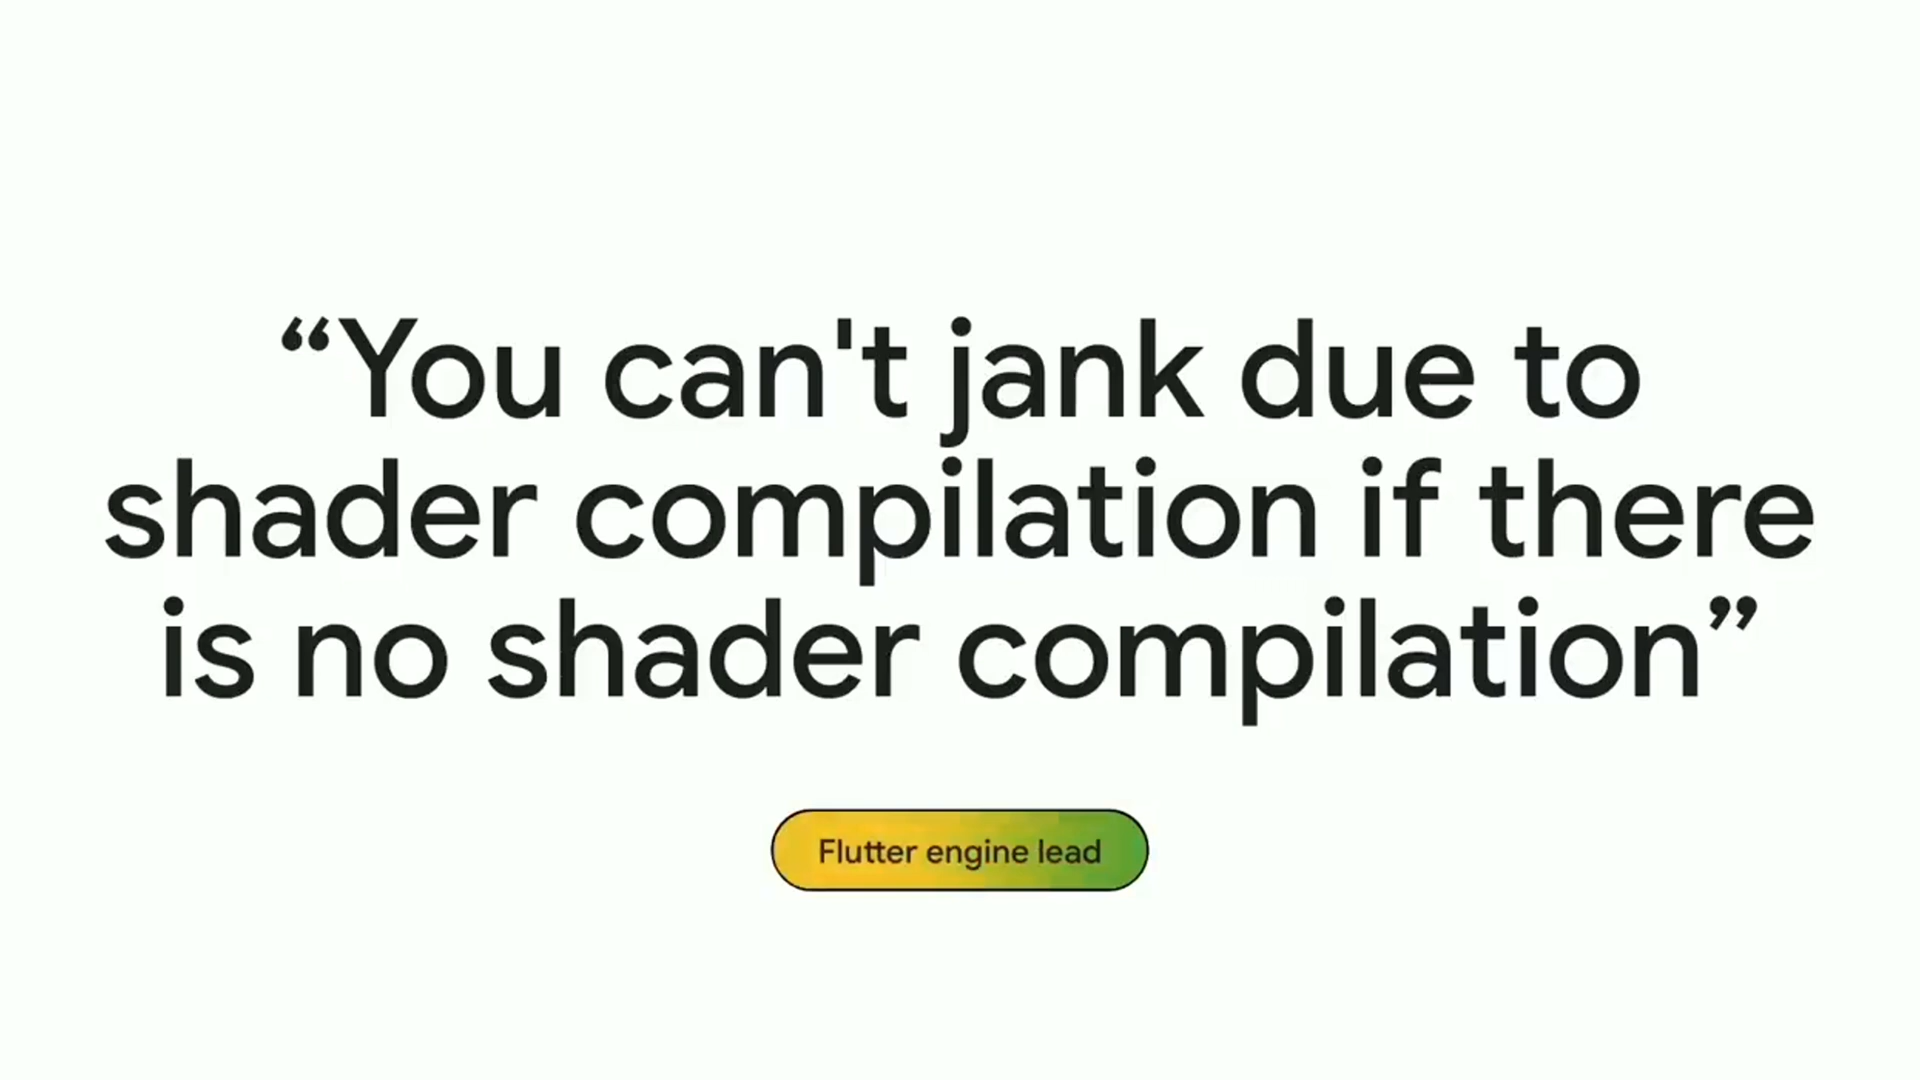 “You can't jank due to
shader compilation if there
is no shader compilation”
Flutter engine lead